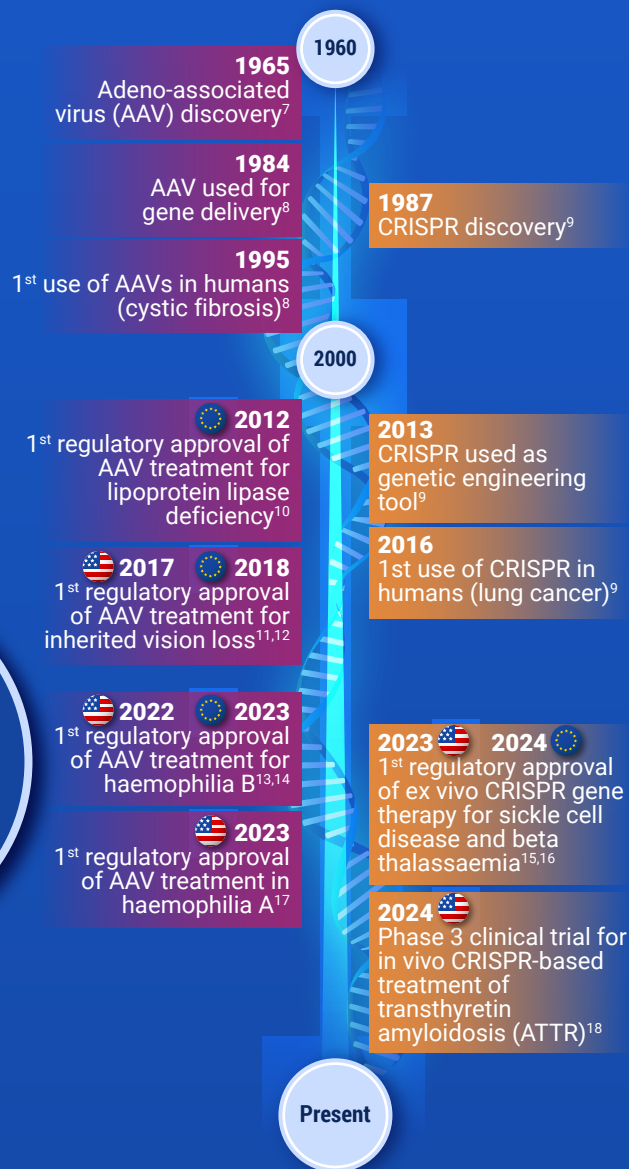 1960
1965
Adeno-associated
virus (AAV) discovery⁷
1984
AAV used for
gene delivery⁸
1987
CRISPR discovery⁹
1995
1ˢᵗ use of AAVs in humans
(cystic fibrosis)⁸
2000
2012
1ˢᵗ regulatory approval of
AAV treatment for
lipoprotein lipase
deficiency¹⁰
2013
CRISPR used as
genetic engineering
tool⁹
2016
1st use of CRISPR in
humans (lung cancer)⁹
2017 2018
1ˢᵗ regulatory approval
of AAV treatment for
inherited vision loss¹¹,¹²
2022 2023
1ˢᵗ regulatory approval
of AAV treatment for
haemophilia B¹³,¹⁴
2023 2024
1ˢᵗ regulatory approval
of ex vivo CRISPR gene
therapy for sickle cell
disease and beta
thalassaemia¹⁵,¹⁶
2023
1ˢᵗ regulatory approval
of AAV treatment in
haemophilia A¹⁷
2024
Phase 3 clinical trial for
in vivo CRISPR-based
treatment of
transthyretin
amyloidosis (ATTR)¹⁸
Present